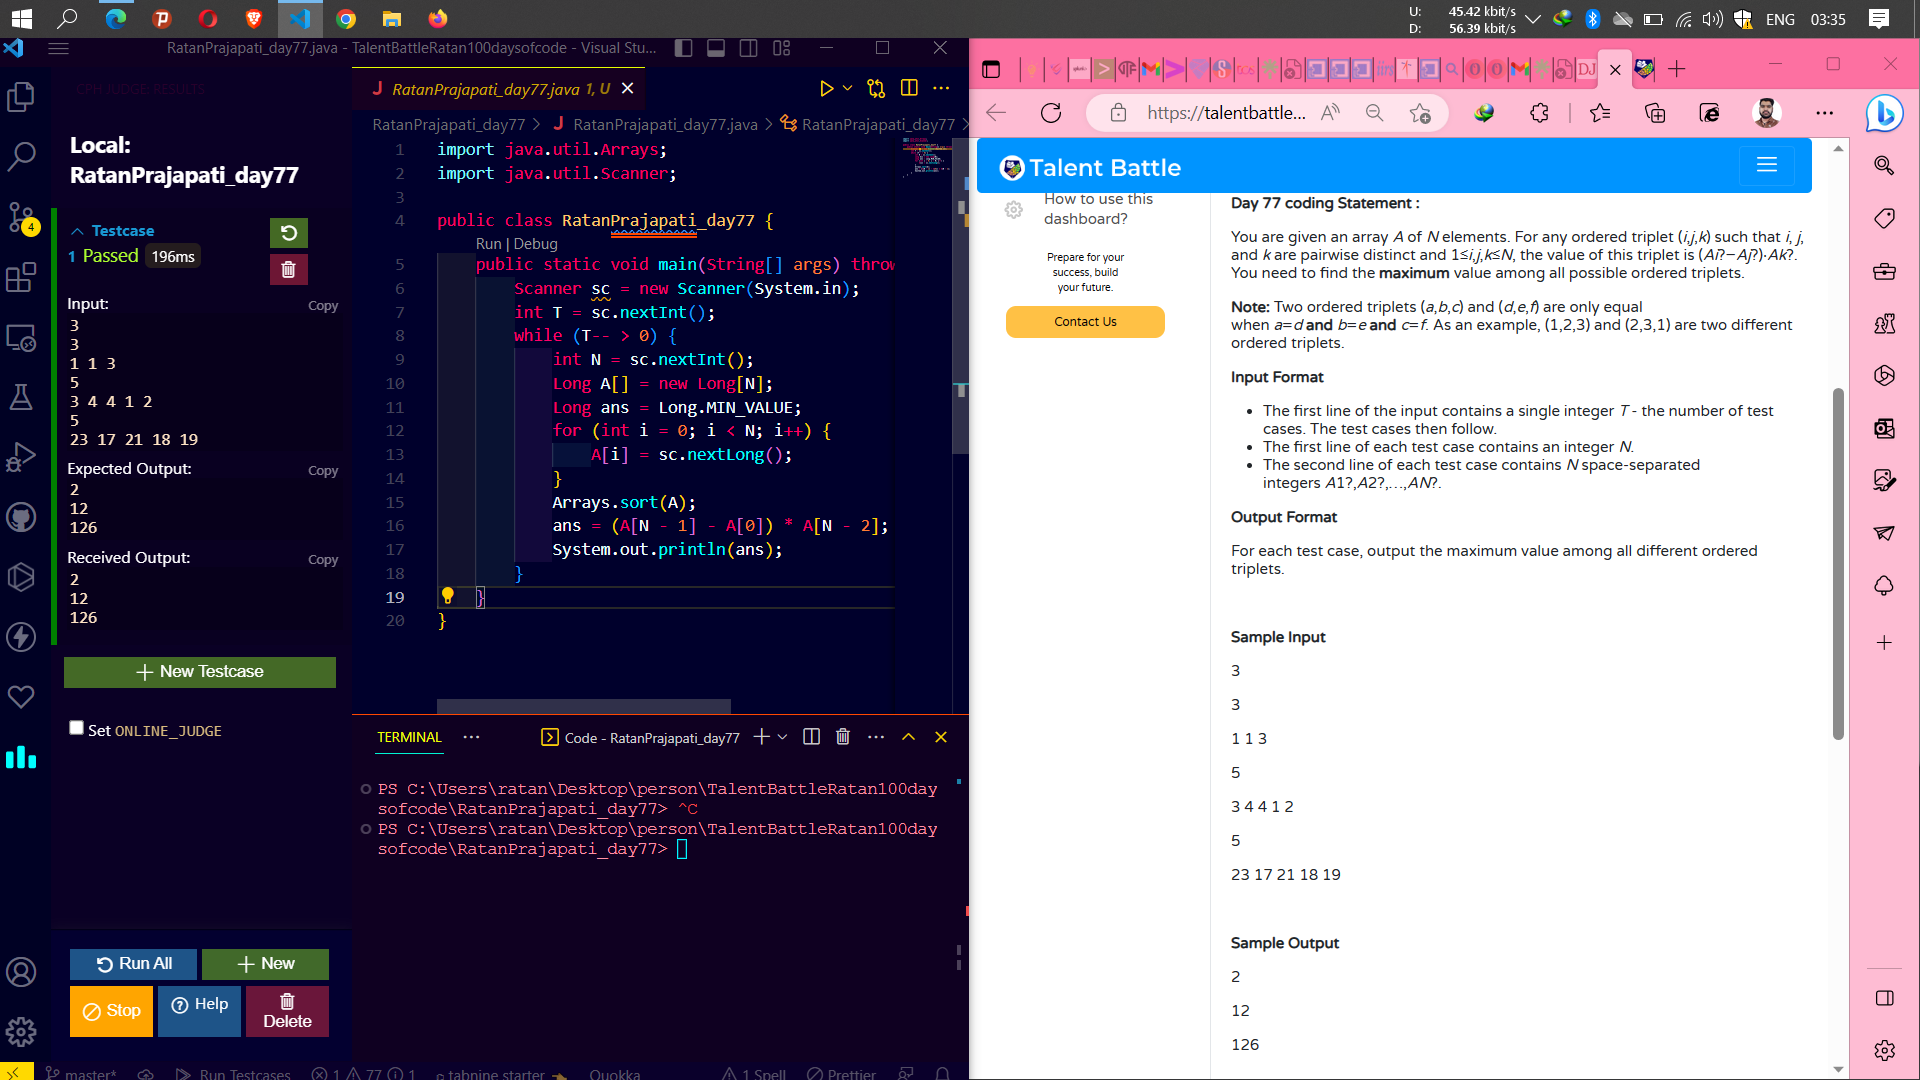 U: 45.42 kbit/s
D: 56.39 kbit/s
ENG 03:35
RatanPrajapati_day77.java - TalentBattleRatan100daysofcode - Visual Stu...
CPH JUDGE: RESULTS
Local:
RatanPrajapati_day77
Testcase
1 Passed 196ms
Input: Copy
3
3
1 1 3
5
3 4 4 1 2
5
23 17 21 18 19
Expected Output: Copy
2
12
126
Received Output: Copy
2
12
126
New Testcase
Set ONLINE_JUDGE
Run All
New
Stop
Help
Delete
4
RatanPrajapati_day77.java 1, U
RatanPrajapati_day77 > J RatanPrajapati_day77.java > RatanPrajapati_day77 >
1 import java.util.Arrays;
2 import java.util.Scanner;
3
4 public class RatanPrajapati_day77 {
Run | Debug
5 public static void main(String[] args) throw
6 Scanner sc = new Scanner(System.in);
7 int T = sc.nextInt();
8 while (T-- > 0) {
9 int N = sc.nextInt();
10 Long A[] = new Long[N];
11 Long ans = Long.MIN_VALUE;
12 for (int i = 0; i < N; i++) {
13 A[i] = sc.nextLong();
14 }
15 Arrays.sort(A);
16 ans = (A[N - 1] - A[0]) * A[N - 2];
17 System.out.println(ans);
18 }
19 }
20 }
TERMINAL
Code - RatanPrajapati_day77
PS C:\Users\ratan\Desktop\person\TalentBattleRatan100day
sofcode\RatanPrajapati_day77> ^C
PS C:\Users\ratan\Desktop\person\TalentBattleRatan100day
sofcode\RatanPrajapati_day77>
master* Run Testcases 1 77 1 tabnine starter Quokka 1 Spell Prettier
https://talentbattle...
Talent Battle
How to use this
dashboard?
Prepare for your
success, build
your future.
Contact Us
Day 77 coding Statement :
You are given an array A of N elements. For any ordered triplet (i,j,k) such that i, j,
and k are pairwise distinct and 1≤i,j,k≤N, the value of this triplet is (Ai?−Aj?)⋅Ak?.
You need to find the maximum value among all possible ordered triplets.
Note: Two ordered triplets (a,b,c) and (d,e,f) are only equal
when a=d and b=e and c=f. As an example, (1,2,3) and (2,3,1) are two different
ordered triplets.
Input Format
• The first line of the input contains a single integer T - the number of test
cases. The test cases then follow.
• The first line of each test case contains an integer N.
• The second line of each test case contains N space-separated
integers A1?,A2?,…,AN?.
Output Format
For each test case, output the maximum value among all different ordered
triplets.
Sample Input
3
3
1 1 3
5
3 4 4 1 2
5
23 17 21 18 19
Sample Output
2
12
126